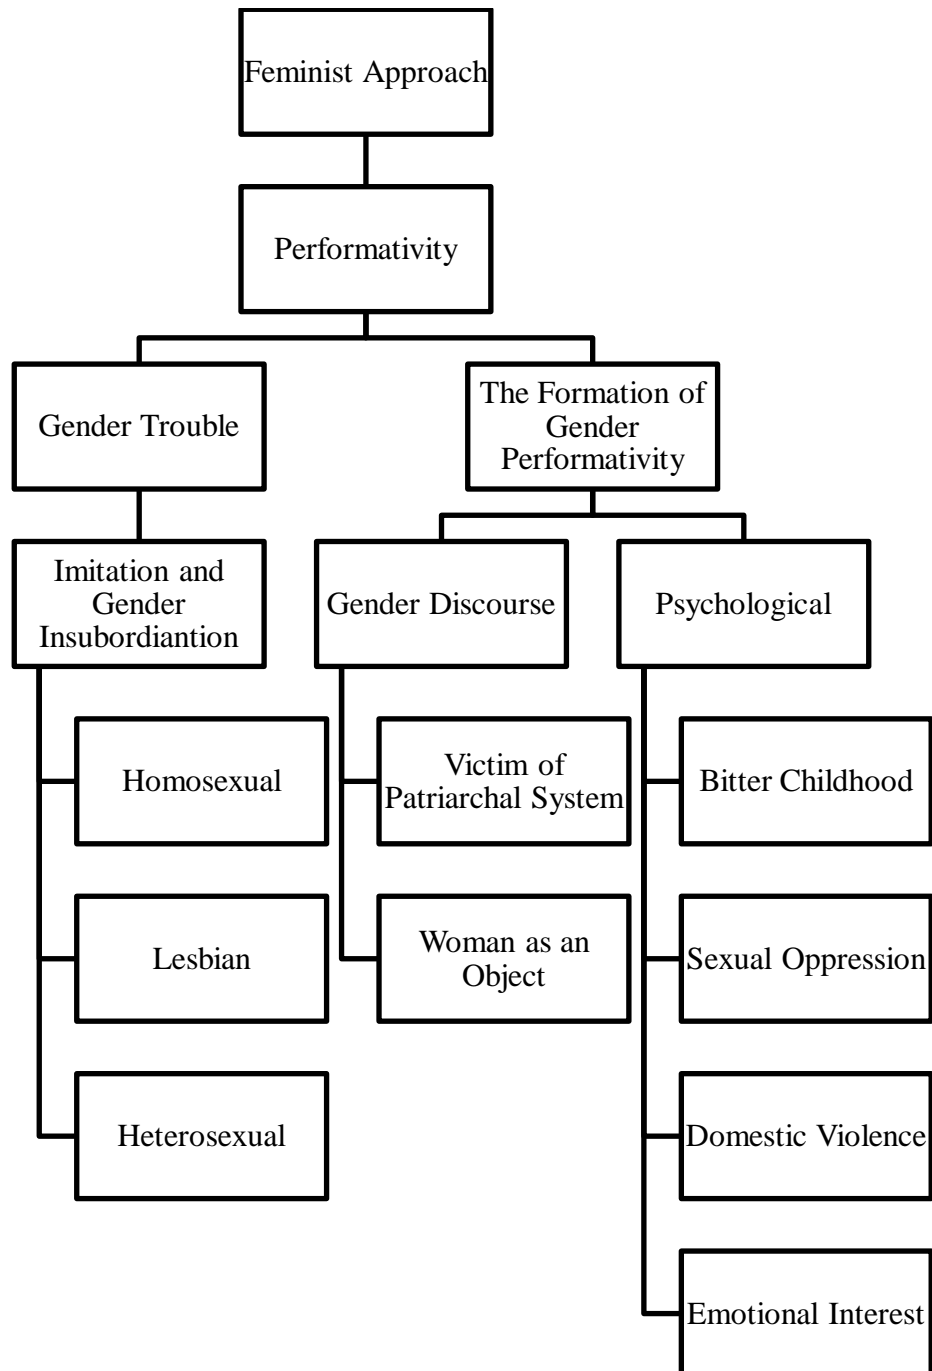 Feminist Approach
Performativity
Gender Trouble
The Formation of
Gender
Performativity
Imitation and
Gender
Insubordiantion
Gender Discourse
Psychological
Homosexual
Victim of
Patriarchal System
Bitter Childhood
Lesbian
Woman as an
Object
Sexual Oppression
Heterosexual
Domestic Violence
Emotional Interest